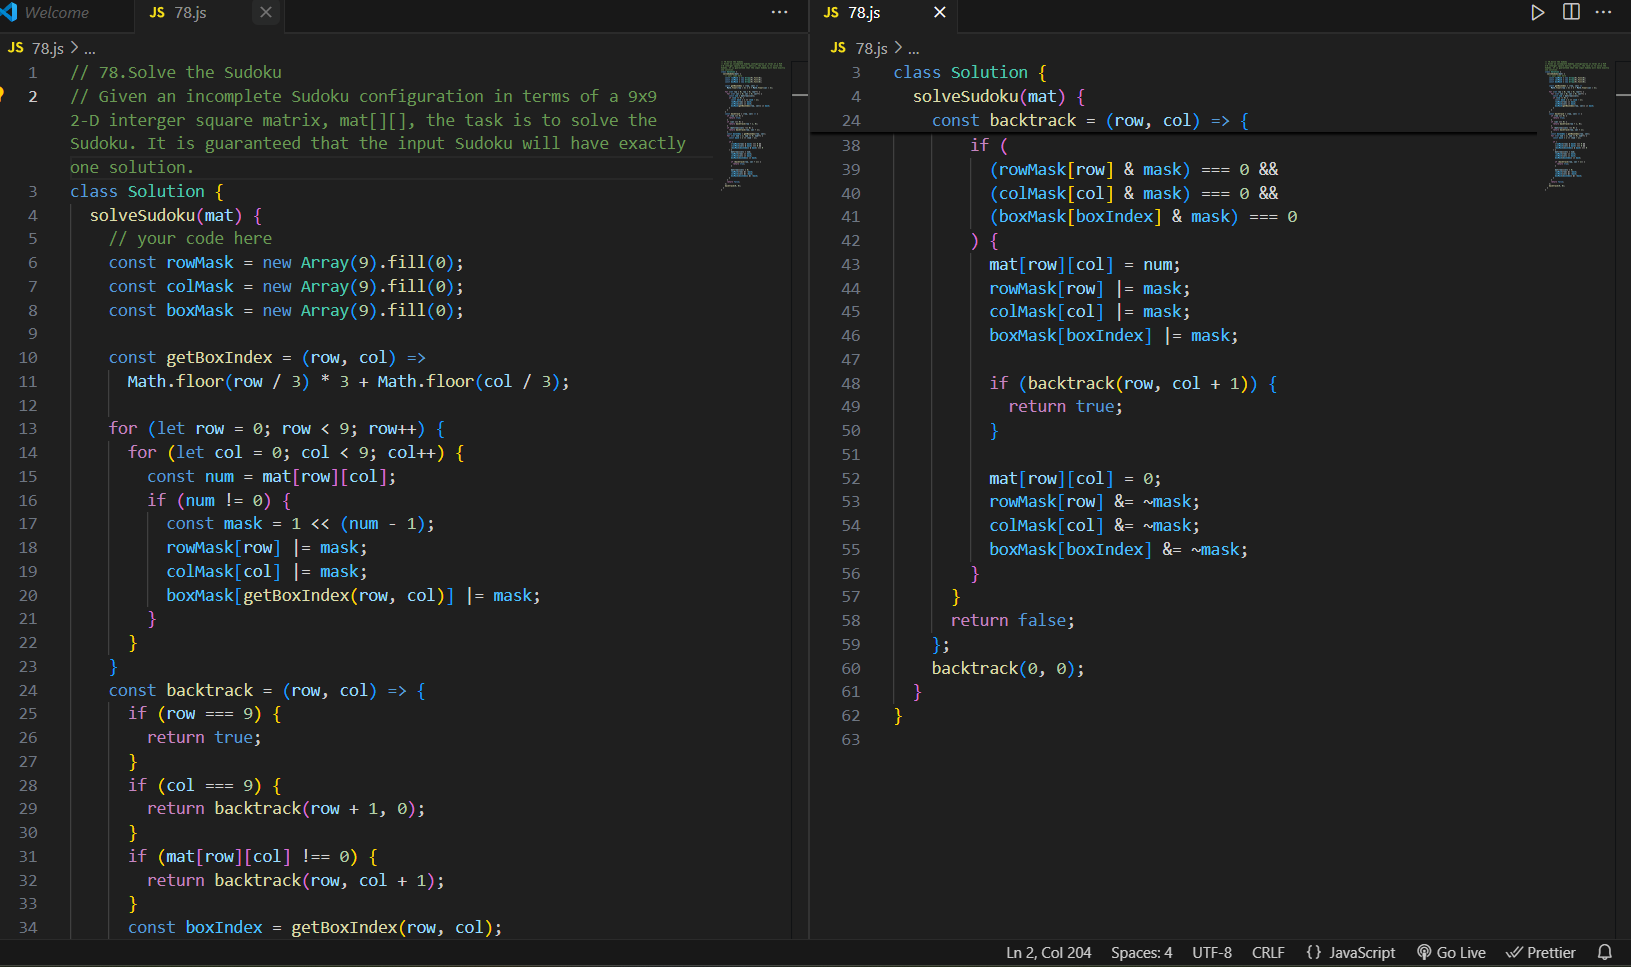 Welcome
JS 78.js
JS 78.js > ...
1 // 78.Solve the Sudoku
2 // Given an incomplete Sudoku configuration in terms of a 9x9
2-D interger square matrix, mat[][], the task is to solve the
Sudoku. It is guaranteed that the input Sudoku will have exactly
one solution.
3 class Solution {
4 solveSudoku(mat) {
5 // your code here
6 const rowMask = new Array(9).fill(0);
7 const colMask = new Array(9).fill(0);
8 const boxMask = new Array(9).fill(0);
9
10 const getBoxIndex = (row, col) =>
11 Math.floor(row / 3) * 3 + Math.floor(col / 3);
12
13 for (let row = 0; row < 9; row++) {
14 for (let col = 0; col < 9; col++) {
15 const num = mat[row][col];
16 if (num != 0) {
17 const mask = 1 << (num - 1);
18 rowMask[row] |= mask;
19 colMask[col] |= mask;
20 boxMask[getBoxIndex(row, col)] |= mask;
21 }
22 }
23 }
24 const backtrack = (row, col) => {
25 if (row === 9) {
26 return true;
27 }
28 if (col === 9) {
29 return backtrack(row + 1, 0);
30 }
31 if (mat[row][col] !== 0) {
32 return backtrack(row, col + 1);
33 }
34 const boxIndex = getBoxIndex(row, col);
JS 78.js
JS 78.js > ...
3 class Solution {
4 solveSudoku(mat) {
24 const backtrack = (row, col) => {
38 if (
39 (rowMask[row] & mask) === 0 &&
40 (colMask[col] & mask) === 0 &&
41 (boxMask[boxIndex] & mask) === 0
42 ) {
43 mat[row][col] = num;
44 rowMask[row] |= mask;
45 colMask[col] |= mask;
46 boxMask[boxIndex] |= mask;
47
48 if (backtrack(row, col + 1)) {
49 return true;
50 }
51
52 mat[row][col] = 0;
53 rowMask[row] &= ~mask;
54 colMask[col] &= ~mask;
55 boxMask[boxIndex] &= ~mask;
56 }
57 }
58 return false;
59 };
60 backtrack(0, 0);
61 }
62 }
63
Ln 2, Col 204 Spaces: 4 UTF-8 CRLF {} JavaScript Go Live Prettier